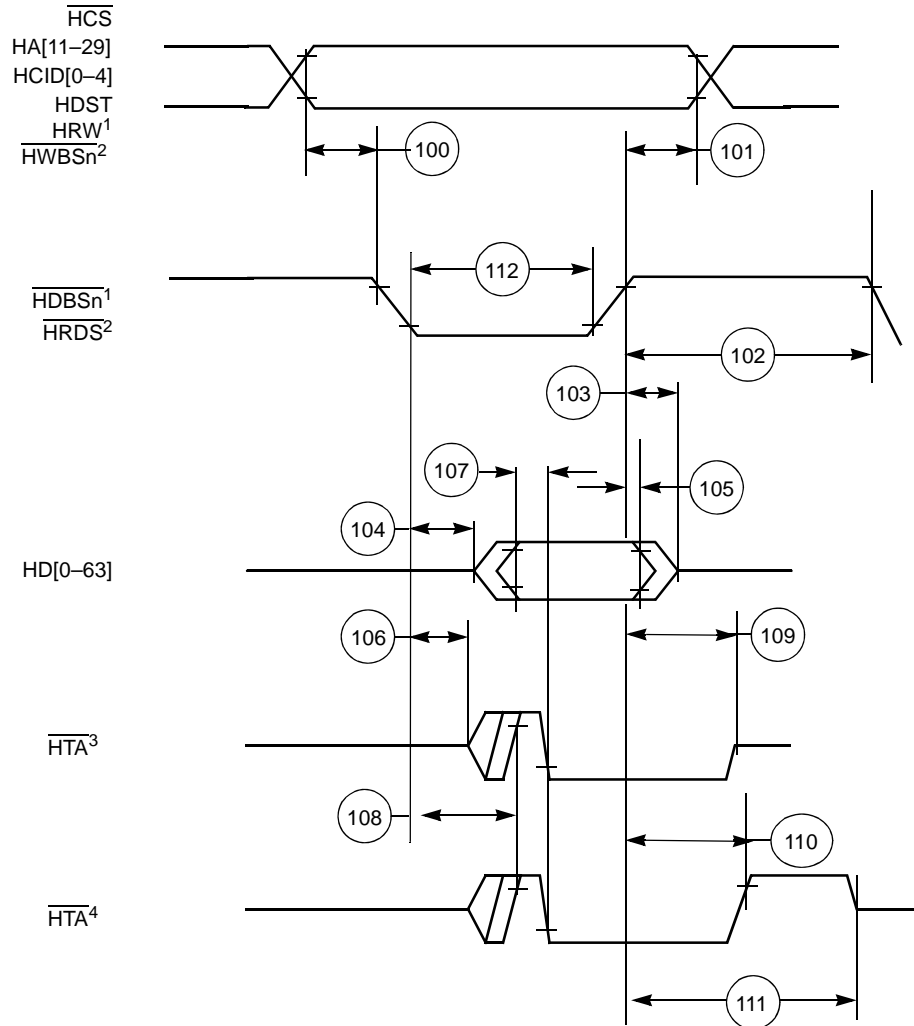 HCS
HA[11–29]
HCID[0–4]
HDST
HRW1
HWBSn2
100
101
112
HDBSn1
HRDS2
102
103
107
105
104
HD[0–63]
106
109
HTA3
108
110
HTA4
111